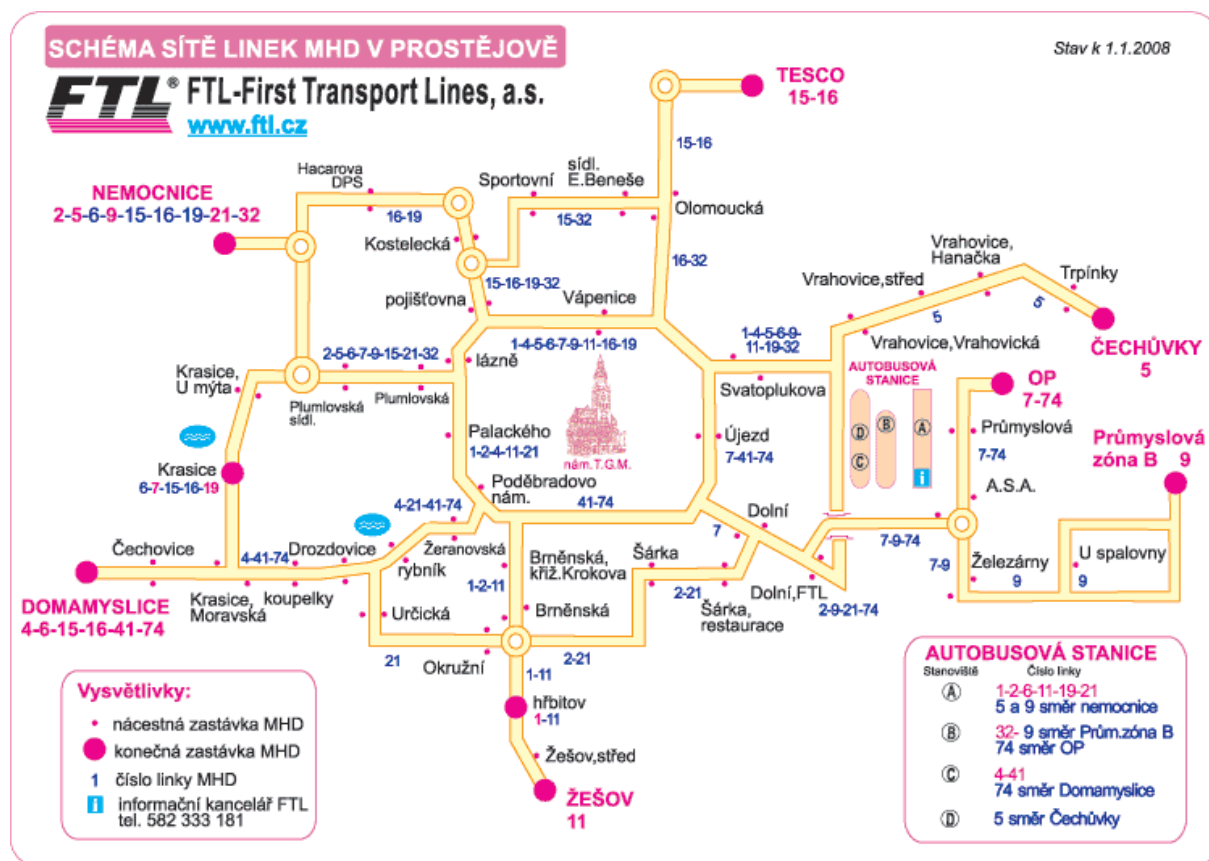 SCHÉMA SÍTĚ LINEK MHD V PROSTĚJOVĚ
Stav k 1.1.2008
FTL® FTL-First Transport Lines, a.s.
www.ftl.cz
TESCO
15-16
15-16
NEMOCNICE
2-5-6-9-15-16-19-21-32
Hacarova
DPS
16-19
Kostelecká
Sportovní
sídl.
E.Beneše
15-32
Olomoucká
16-32
15-16-19-32
pojišťovna
Vápenice
1-4-5-6-7-9-11-16-19
Vrahovice,
Hanačka
Vrahovice,střed
Trpínky
5
5
Vrahovice,Vrahovická
ČECHŮVKY
5
1-4-5-6-9-
11-19-32
Svatoplukova
AUTOBUSOVÁ
STANICE
D
B
A
C
i
OP
7-74
Průmyslová
7-74
A.S.A.
Průmyslová
zóna B 9
2-5-6-7-9-15-21-32
lázně
Krasice,
U mýta
Plumlovská
sídl.
Plumlovská
Palackého
1-2-4-11-21
nám.T.G.M.
Újezd
7-41-74
Krasice
6-7-15-16-19
Poděbradovo
nám.
4-21-41-74
41-74
7
Dolní
7-9-74
7-9
Železárny
9
U spalovny
9
Čechovice
4-41-74
Drozdovice
Žeranovská
rybník
Brněnská,
křiž.Krokova
Šárka
1-2-11
Dolní,FTL
2-9-21-74
DOMAMYSLICE
4-6-15-16-41-74
Krasice,
Moravská
koupelky
Určická
Brněnská
2-21
Šárka,
restaurace
21
Okružní
2-21
1-11
hřbitov
1-11
Žešov,střed
ŽEŠOV
11
Vysvětlivky:
nácestná zastávka MHD
konečná zastávka MHD
1 číslo linky MHD
i informační kancelář FTL
tel. 582 333 181
AUTOBUSOVÁ STANICE
Stanoviště Číslo linky
A 1-2-6-11-19-21
5 a 9 směr nemocnice
B 32- 9 směr Prům.zóna B
74 směr OP
C 4-41
74 směr Domamyslice
D 5 směr Čechůvky